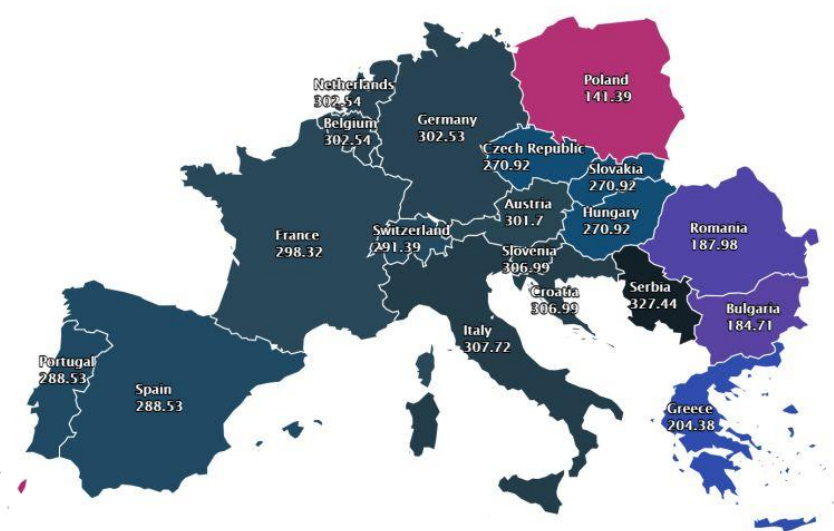 Poland
141.39
Netherlands
302.54
Belgium
302.54
Germany
302.53
Czech Republic
270.92
Slovakia
270.92
Austria
301.7
Hungary
270.92
France
298.32
Switzerland
291.39
Slovenia
306.99
Romania
187.98
Croatia
306.99
Serbia
327.44
Bulgaria
184.71
Italy
307.72
Portugal
288.53
Spain
288.53
Greece
204.38